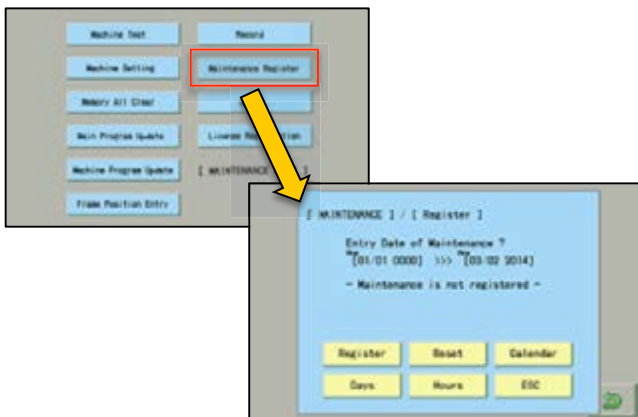 Machine Test
Record
Machine Setting
Maintenance Register
Memory All Clear
Main Program Update
License
Machine Program Update
[ MAINTENANCE
]
Frame Position Entry
[ MAINTENANCE ] / [ Register ]
Entry Date of Maintenance ?
[01/01 0000] >>> [03/02 2014]
- Maintenance is not registered -
Register
Reset
Calendar
Days
Hours
ESC